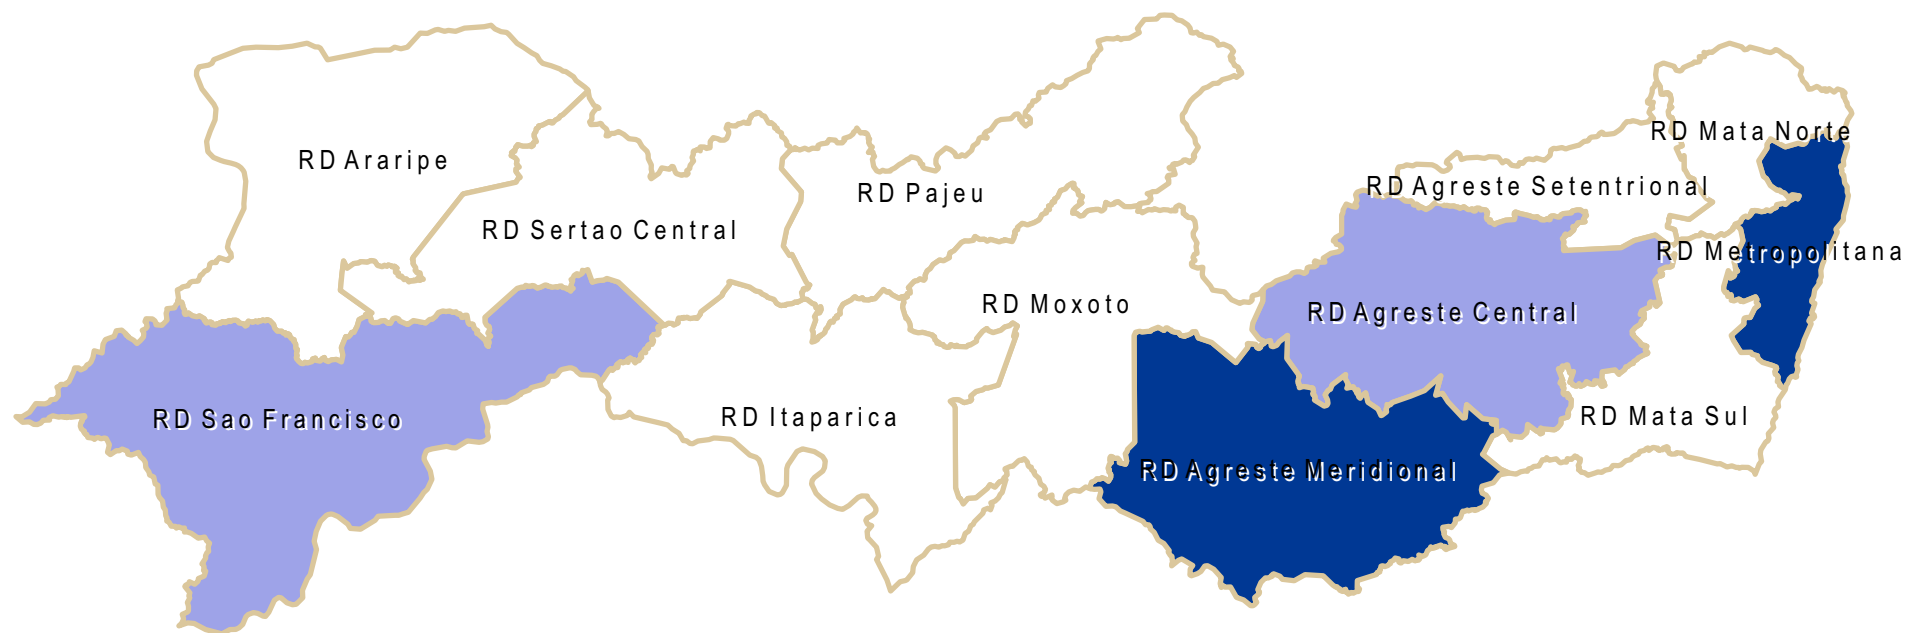 RD Mata Norte
RD Araripe
RD Agreste Setentrional
RD Pajeu
RD Sertao Central
RD Metropolitana
RD Moxoto
RD Agreste Central
RD Sao Francisco
RD Itaparica
RD Mata Sul
RD Agreste Meridional